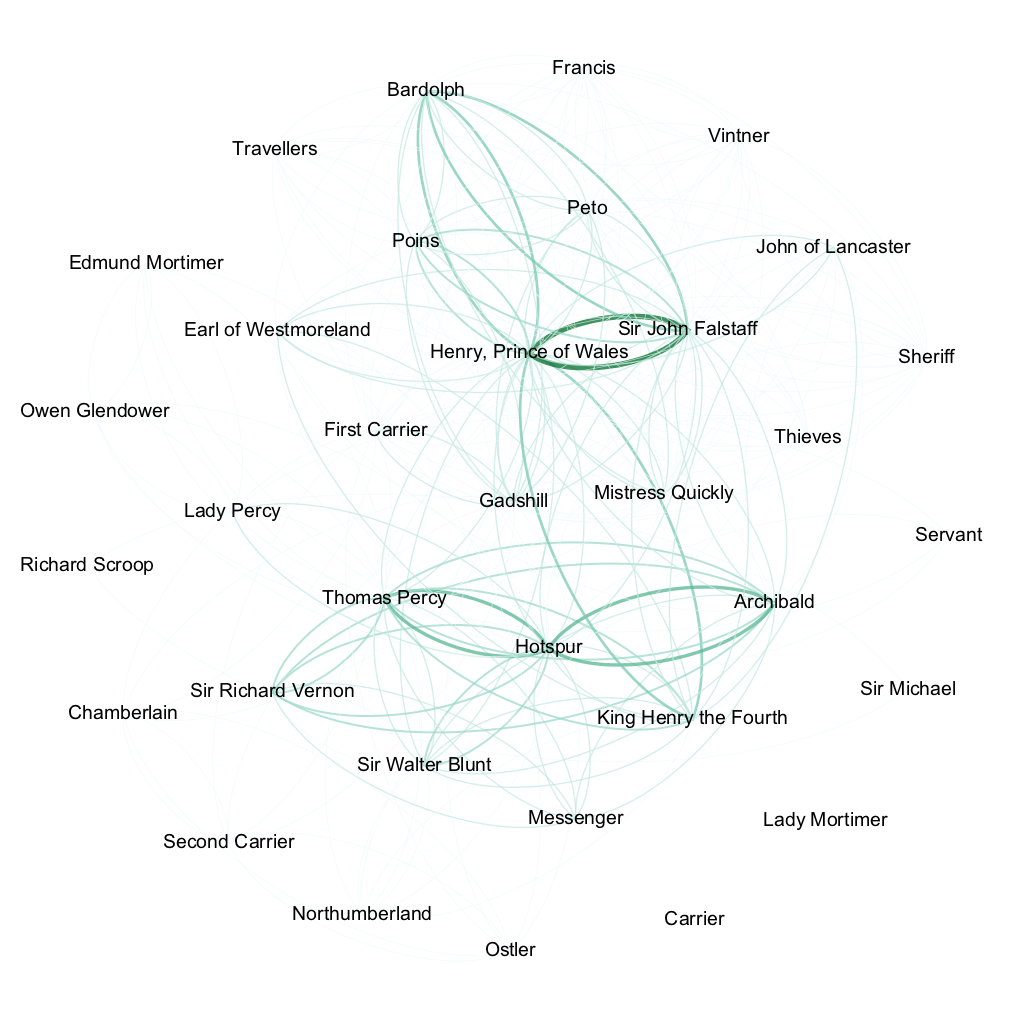 Francis
Bardolph
Vintner
Travellers
Peto
Poins
John of Lancaster
Edmund Mortimer
Earl of Westmoreland
Sir John Falstaff
Henry, Prince of Wales
Sheriff
Owen Glendower
First Carrier
Thieves
Gadshill
Mistress Quickly
Lady Percy
Servant
Richard Scroop
Thomas Percy
Archibald
Hotspur
Sir Richard Vernon
Sir Michael
Chamberlain
King Henry the Fourth
Sir Walter Blunt
Messenger
Lady Mortimer
Second Carrier
Northumberland
Carrier
Ostler